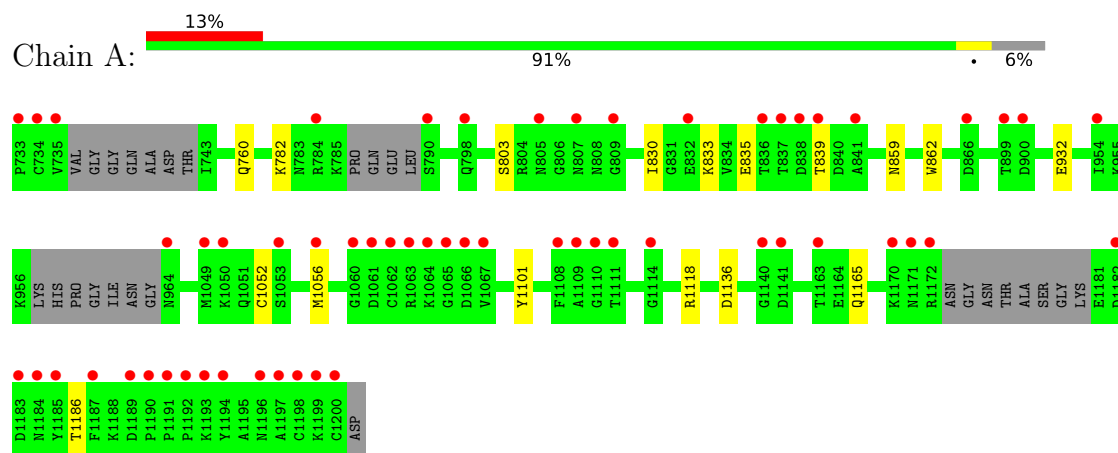 13%
Chain A:
91%
•
6%
P733 C734 V735 VAL GLY GLY GLN ALA ASP THR I743 Q760 K782 N783 R784 K785 PRO GLN GLU LEU S790 Q798 S803 R804 N805 G806 N807 N808 G809 I830 G831 E832 K833 V834 E835 T836 T837 D838 T839 D840 A841 N859 W862 D866 T899 D900 E932 I954 K955
K956 LYS HIS PRO GLY ILE ASN GLY N964 M1049 K1050 Q1051 C1052 S1053 M1056 G1060 D1061 C1062 R1063 K1064 G1065 D1066 V1067 Y1101 F1108 A1109 G1110 T1111 G1114 R1118 D1136 G1140 D1141 T1163 E1164 Q1165 K1170 N1171 R1172 ASN GLY ASN THR ALA SER GLY LYS E1181 R1182
D1183 N1184 Y1185 T1186 F1187 K1188 D1189 P1190 P1191 P1192 K1193 Y1194 A1195 N1196 A1197 C1198 K1199 C1200 ASP